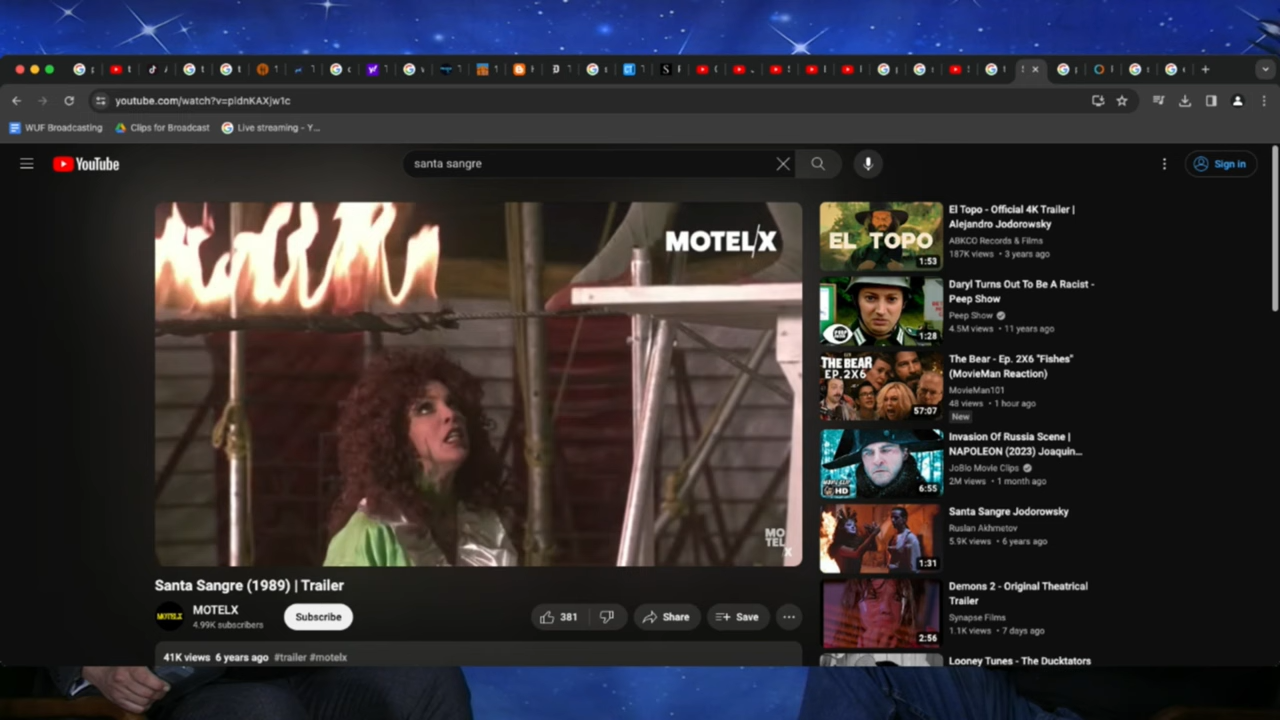 youtube.com/watch?v=pIdnKAXjw1c
WUF Broadcasting
Clips for Broadcast
Live streaming - Y...
YouTube
santa sangre
Sign in
MOTEL/X
MO
TEL
X
Santa Sangre (1989) | Trailer
MOTELX
MOTELX
4.99K subscribers
Subscribe
381
Share
Save
41K views 6 years ago #trailer #motelx
EL TOPO
1:53
El Topo - Official 4K Trailer |
Alejandro Jodorowsky
ABKCO Records & Films
187K views • 3 years ago
1:28
Daryl Turns Out To Be A Racist -
Peep Show
Peep Show
4.5M views • 11 years ago
THE BEAR
EP. 2X6
57:07
The Bear - Ep. 2X6 "Fishes"
(MovieMan Reaction)
MovieMan101
48 views • 1 hour ago
New
HD
6:55
Invasion Of Russia Scene |
NAPOLEON (2023) Joaquin...
JoBlo Movie Clips
2M views • 1 month ago
1:31
Santa Sangre Jodorowsky
Ruslan Akhmetov
5.9K views • 6 years ago
2:56
Demons 2 - Original Theatrical
Trailer
Synapse Films
1.1K views • 7 days ago
Looney Tunes - The Ducktators